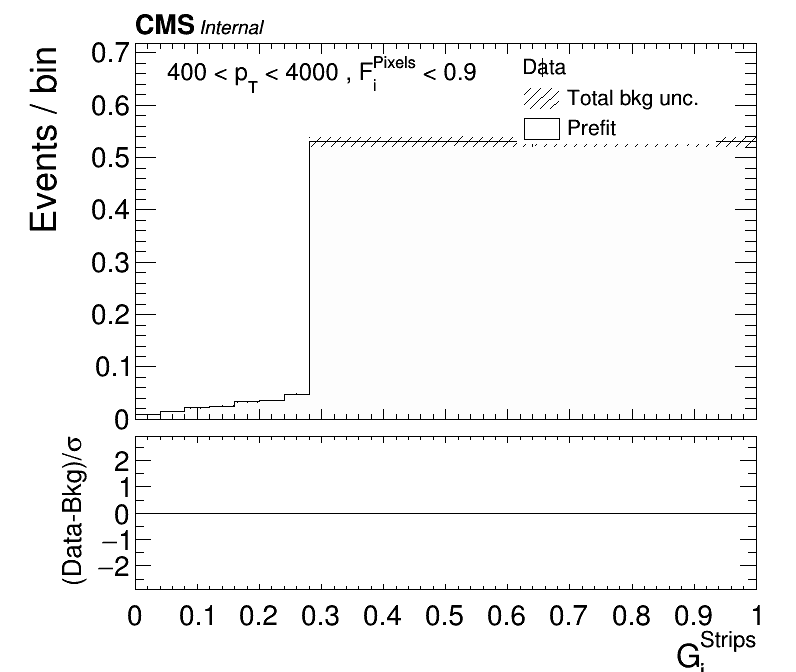 CMS Internal
400 < p_T < 4000 , F_i^Pixels < 0.9
Data
Total bkg unc.
Prefit
Events / bin
0.7
0.6
0.5
0.4
0.3
0.2
0.1
0
(Data-Bkg)/σ
2
1
0
−1
−2
0 0.1 0.2 0.3 0.4 0.5 0.6 0.7 0.8 0.9 1
G_i^Strips